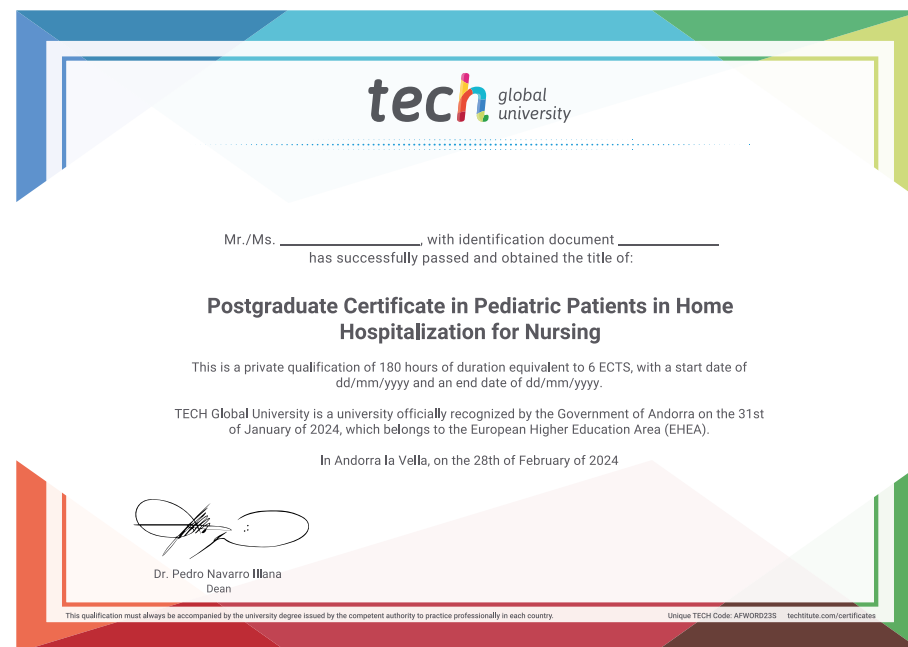 tech global university
Mr./Ms. ____________________, with identification document ______________
has successfully passed and obtained the title of:
Postgraduate Certificate in Pediatric Patients in Home
Hospitalization for Nursing
This is a private qualification of 180 hours of duration equivalent to 6 ECTS, with a start date of
dd/mm/yyyy and an end date of dd/mm/yyyy.
TECH Global University is a university officially recognized by the Government of Andorra on the 31st
of January of 2024, which belongs to the European Higher Education Area (EHEA).
In Andorra la Vella, on the 28th of February of 2024
Dr. Pedro Navarro Illana
Dean
This qualification must always be accompanied by the university degree issued by the competent authority to practice professionally in each country.
Unique TECH Code: AFWORD23S techtitute.com/certificates